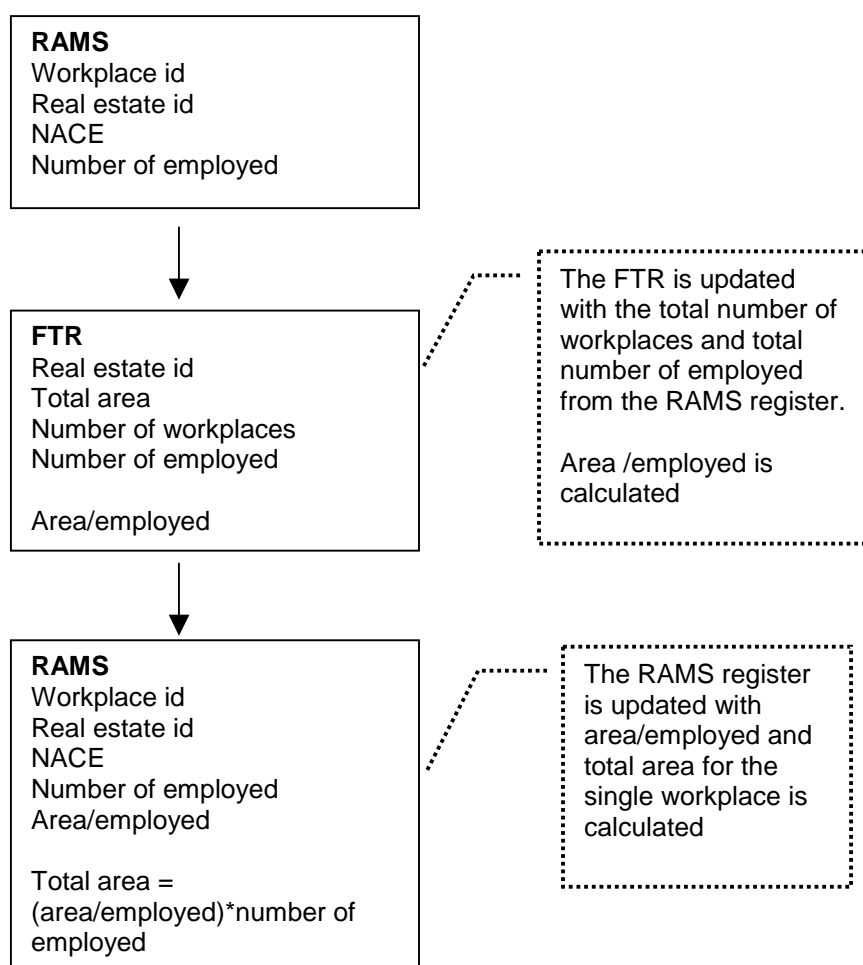 RAMS
Workplace id
Real estate id
NACE
Number of employed
FTR
Real estate id
Total area
Number of workplaces
Number of employed
Area/employed
The FTR is updated
with the total number of
workplaces and total
number of employed
from the RAMS register.
Area /employed is
calculated
RAMS
Workplace id
Real estate id
NACE
Number of employed
Area/employed
Total area =
(area/employed)*number of
employed
The RAMS register
is updated with
area/employed and
total area for the
single workplace is
calculated